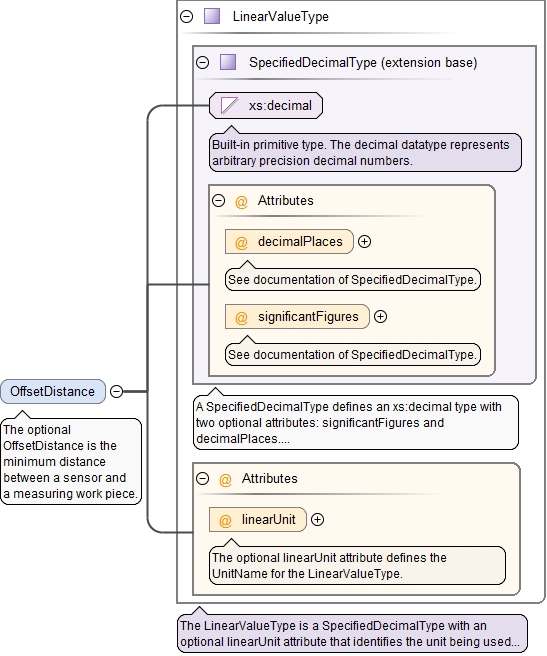 LinearValueType
SpecifiedDecimalType (extension base)
xs:decimal
Built-in primitive type. The decimal datatype represents
arbitrary precision decimal numbers.
@ Attributes
@ decimalPlaces
See documentation of SpecifiedDecimalType.
@ significantFigures
See documentation of SpecifiedDecimalType.
OffsetDistance
The optional
OffsetDistance is the
minimum distance
between a sensor and
a measuring work piece.
A SpecifiedDecimalType defines an xs:decimal type with
two optional attributes: significantFigures and
decimalPlaces....
@ Attributes
@ linearUnit
The optional linearUnit attribute defines the
UnitName for the LinearValueType.
The LinearValueType is a SpecifiedDecimalType with an
optional linearUnit attribute that identifies the unit being used...